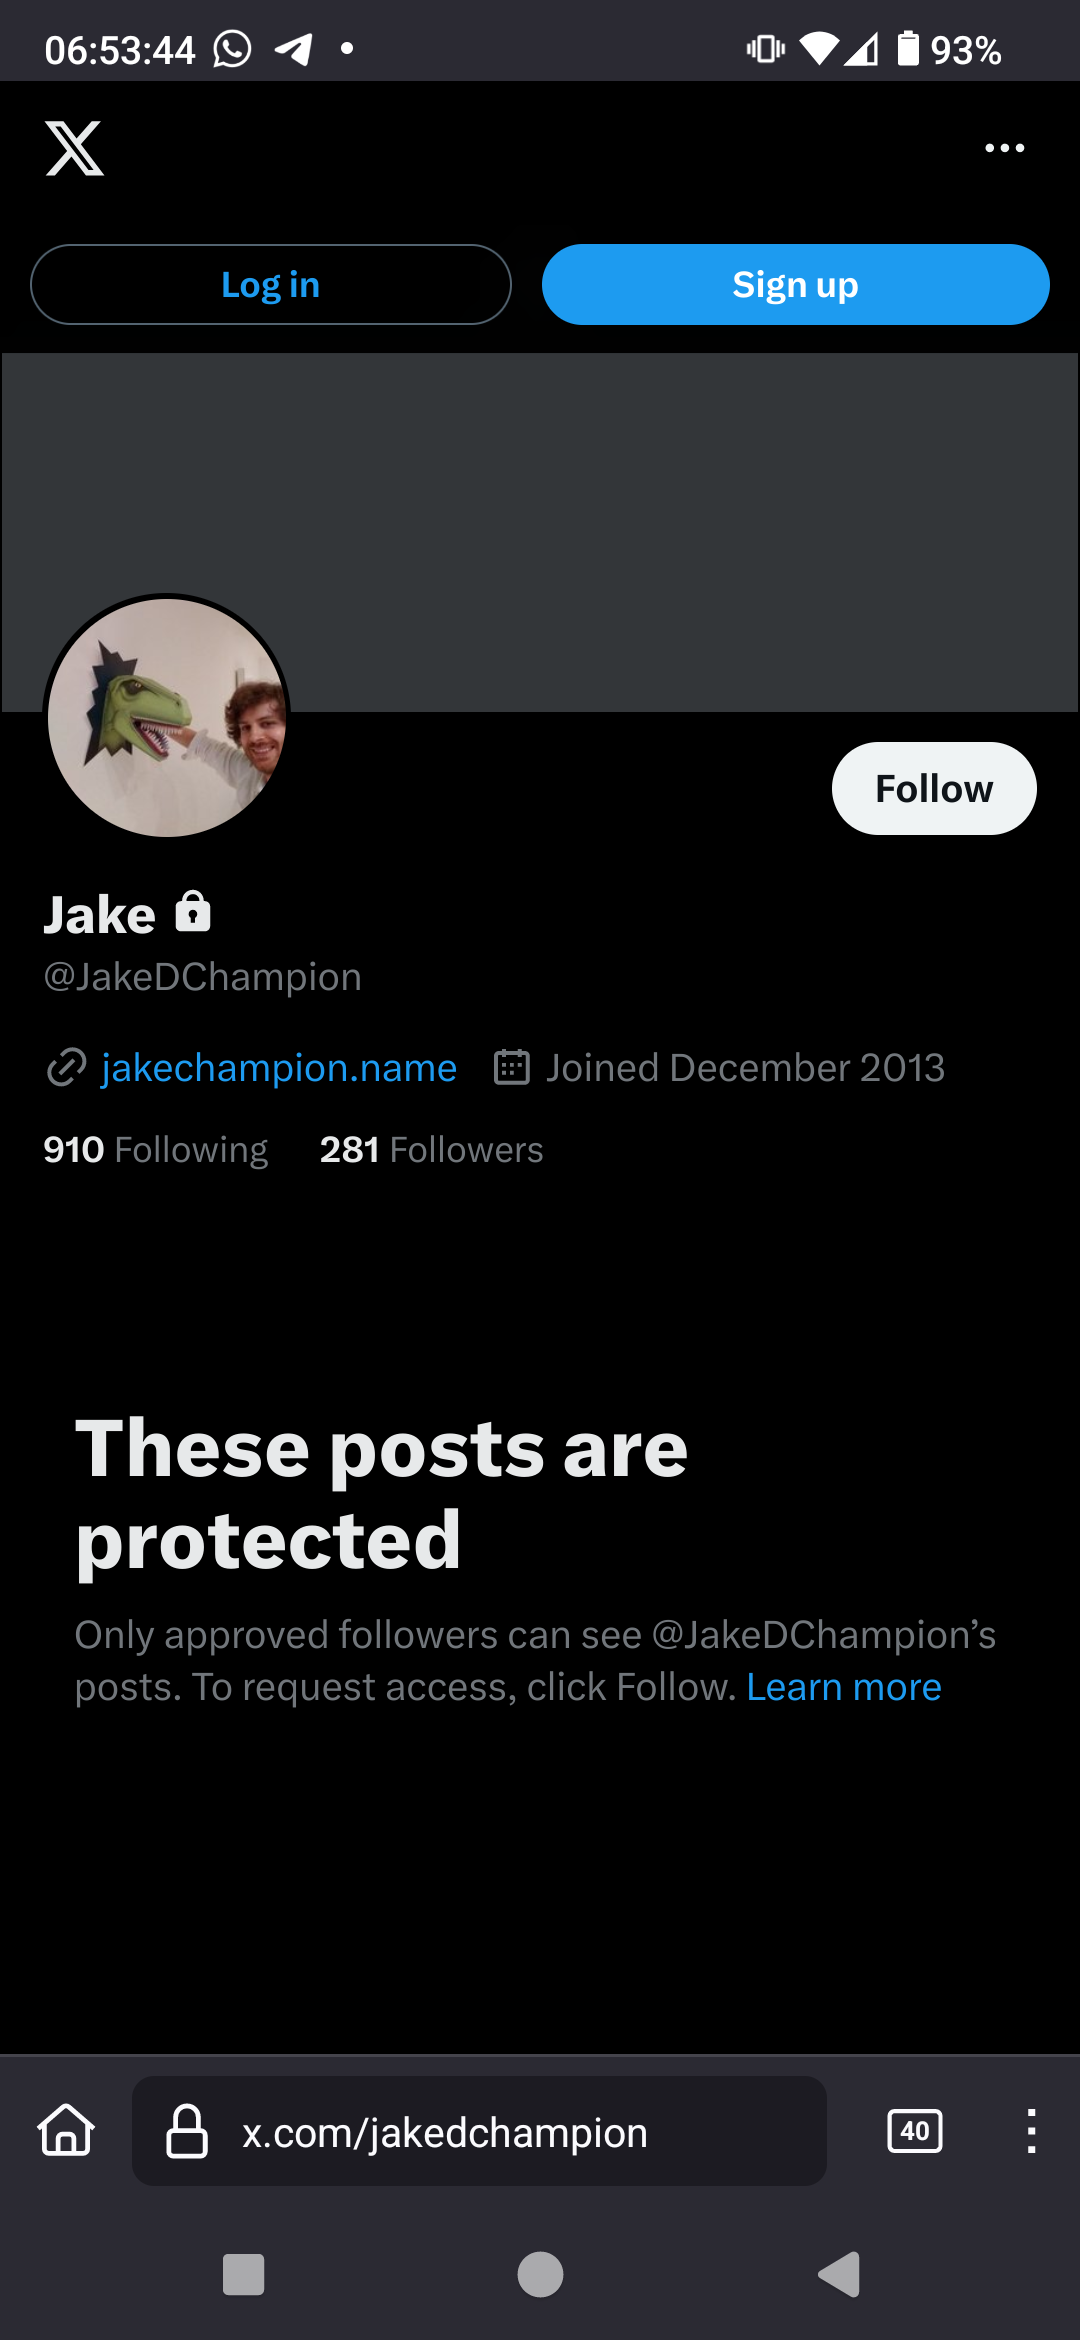 06:53:44 93%
Log in Sign up
Follow
Jake
@JakeDChampion
jakechampion.name Joined December 2013
910 Following 281 Followers
These posts are
protected
Only approved followers can see @JakeDChampion’s
posts. To request access, click Follow. Learn more
x.com/jakedchampion 40